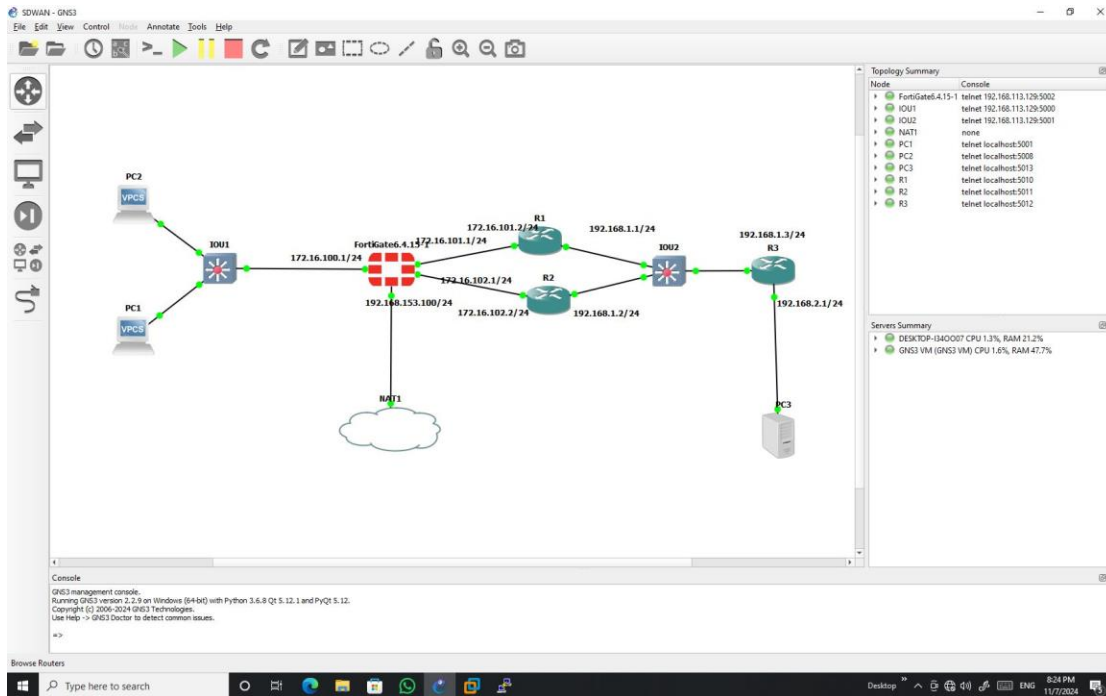 SDWAN - GNS3
File Edit View Control Node Annotate Tools Help
Topology Summary
Node Console
FortiGate6.4.15-1 telnet 192.168.113.129:5002
IOU1 telnet 192.168.113.129:5000
IOU2 telnet 192.168.113.129:5001
NAT1 none
PC1 telnet localhost:5001
PC2 telnet localhost:5008
PC3 telnet localhost:5013
R1 telnet localhost:5010
R2 telnet localhost:5011
R3 telnet localhost:5012
PC2
VPCS
IOU1
PC1
VPCS
172.16.100.1/24
FortiGate6.4.15-1
172.16.101.1/24
172.16.101.2/24
R1
192.168.1.1/24
IOU2
192.168.1.3/24
R3
172.16.102.1/24
R2
192.168.153.100/24
172.16.102.2/24
192.168.1.2/24
192.168.2.1/24
NAT1
PC3
Servers Summary
DESKTOP-I34OO07 CPU 1.3%, RAM 21.2%
GNS3 VM (GNS3 VM) CPU 1.6%, RAM 47.7%
Console
GNS3 management console.
Running GNS3 version 2.2.9 on Windows (64-bit) with Python 3.6.8 Qt 5.12.1 and PyQt 5.12.
Copyright (c) 2006-2024 GNS3 Technologies.
Use Help -> GNS3 Doctor to detect common issues.
=>
Browse Routers
Type here to search
Desktop
ENG
8:24 PM
11/7/2024